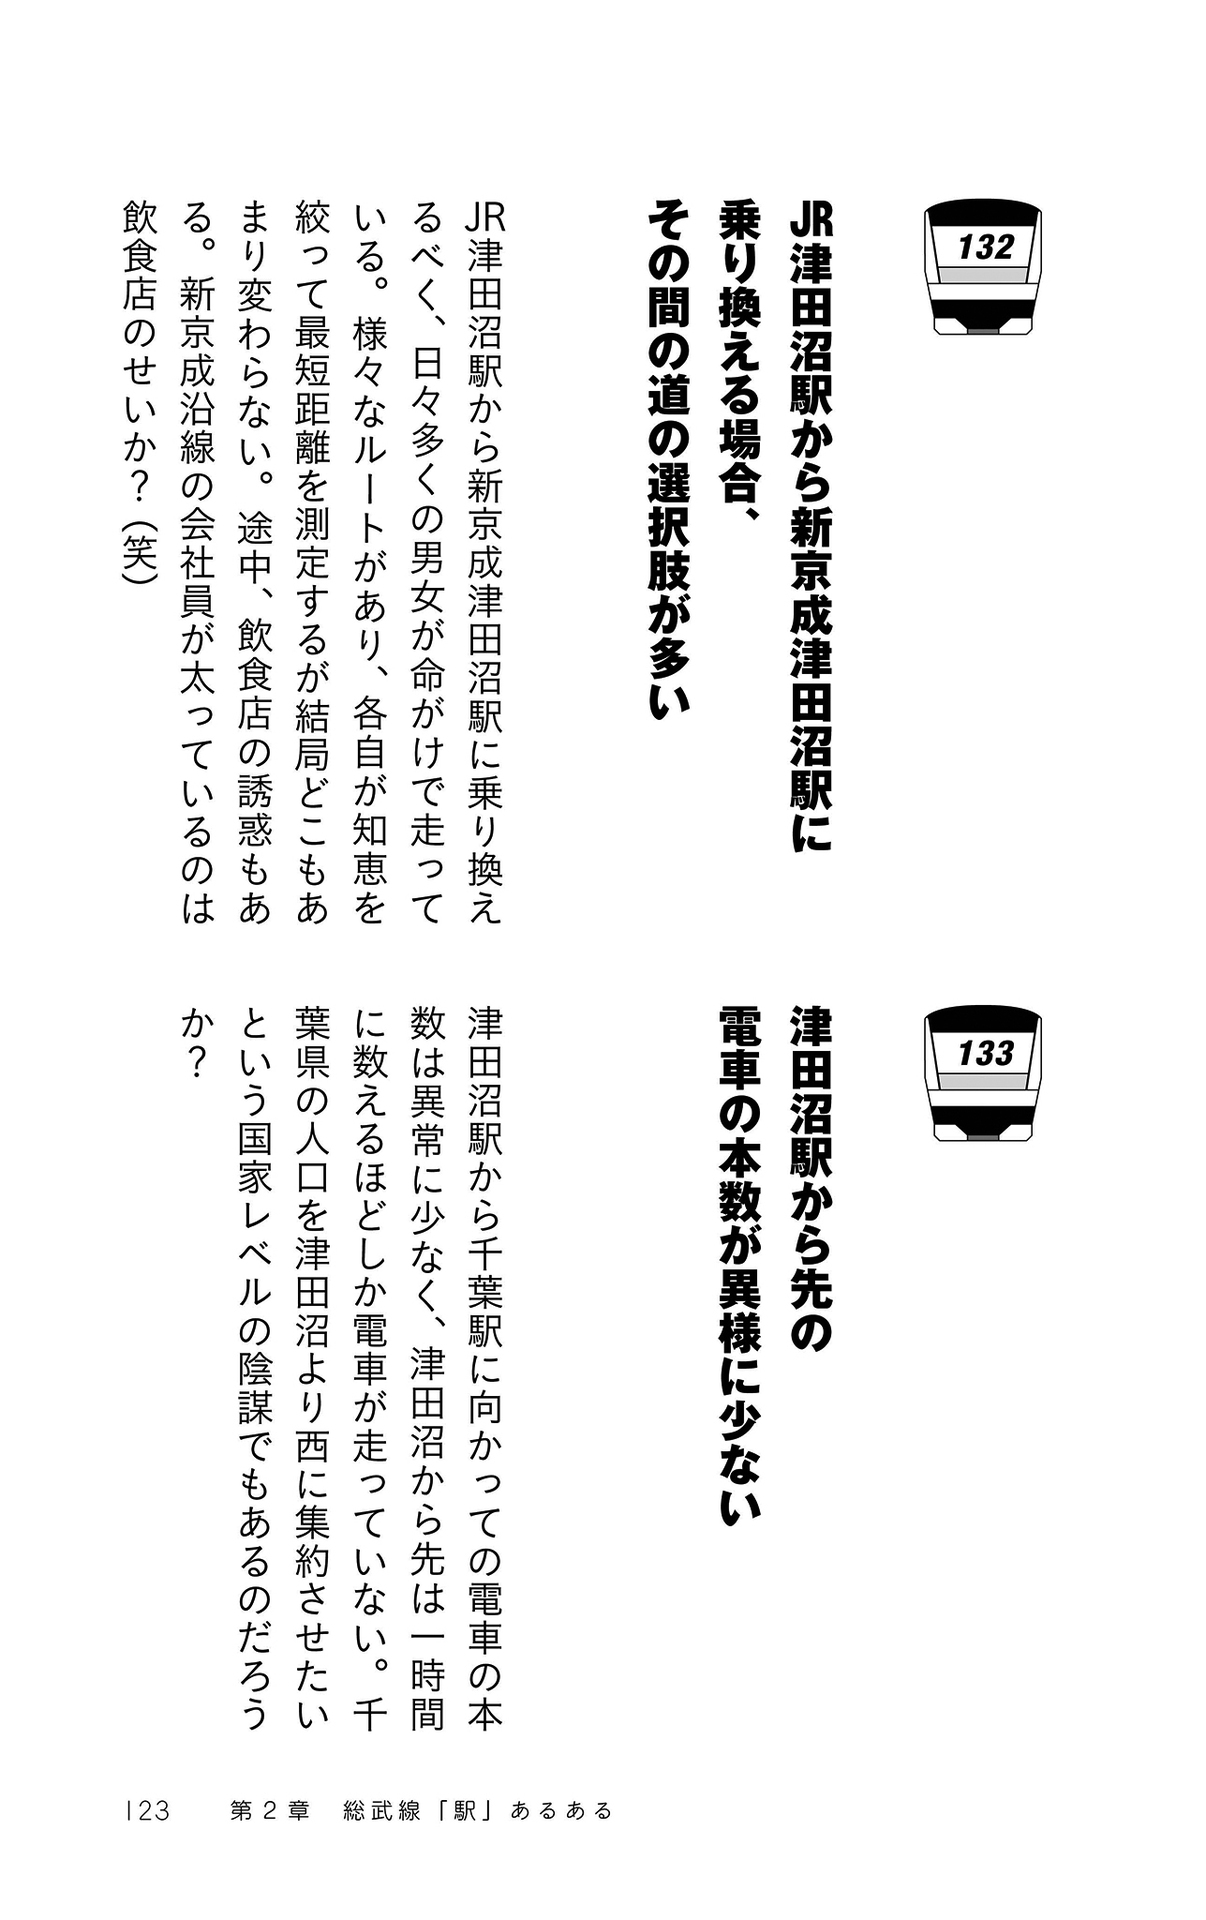 132
JR津田沼駅から新京成津田沼駅に
乗り換える場合、
その間の道の選択肢が多い
JR津田沼駅から新京成津田沼駅に乗り換え
るべく、日々多くの男女が命がけで走って
いる。様々なルートがあり、各自が知恵を
絞って最短距離を測定するが結局どこもあ
まり変わらない。途中、飲食店の誘惑もあ
る。新京成沿線の会社員が太っているのは
飲食店のせいか？（笑）
133
津田沼駅から先の
電車の本数が異様に少ない
津田沼駅から千葉駅に向かっての電車の本
数は異常に少なく、津田沼から先は一時間
に数えるほどしか電車が走っていない。千
葉県の人口を津田沼より西に集約させたい
という国家レベルの陰謀でもあるのだろう
か？
123 第2章 総武線「駅」あるある